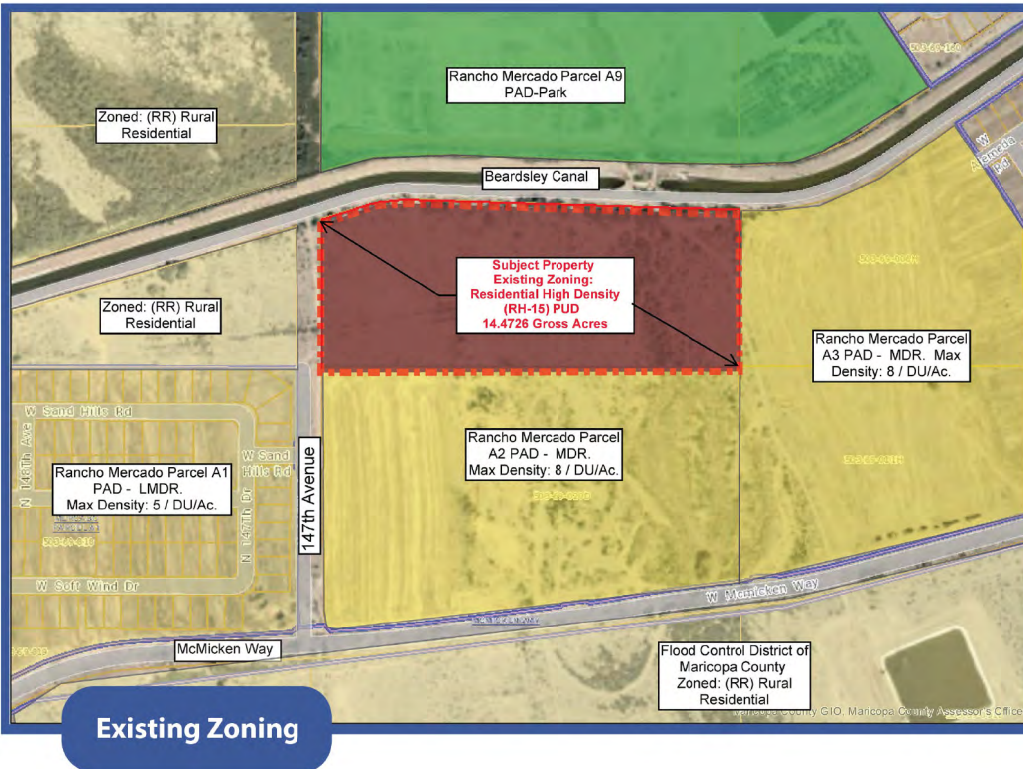 Rancho Mercado Parcel A9
PAD-Park
Zoned: (RR) Rural
Residential
W
Alameda
Rd
Beardsley Canal
Subject Property
Existing Zoning:
Residential High Density
(RH-15) PUD
14.4726 Gross Acres
Zoned: (RR) Rural
Residential
Rancho Mercado Parcel
A3 PAD - MDR. Max
Density: 8 / DU/Ac.
W Sand Hills Rd
N 148Th Ave
W Sand
Hills Rd
Rancho Mercado Parcel A1
PAD - LMDR.
Max Density: 5 / DU/Ac.
N 147Th Dr
147th Avenue
Rancho Mercado Parcel
A2 PAD - MDR.
Max Density: 8 / DU/Ac.
W Soft Wind Dr
W Mcmicken Way
McMicken Way
Flood Control District of
Maricopa County
Zoned: (RR) Rural
Residential
Maricopa County GIO, Maricopa County Assessor's Office
Existing Zoning